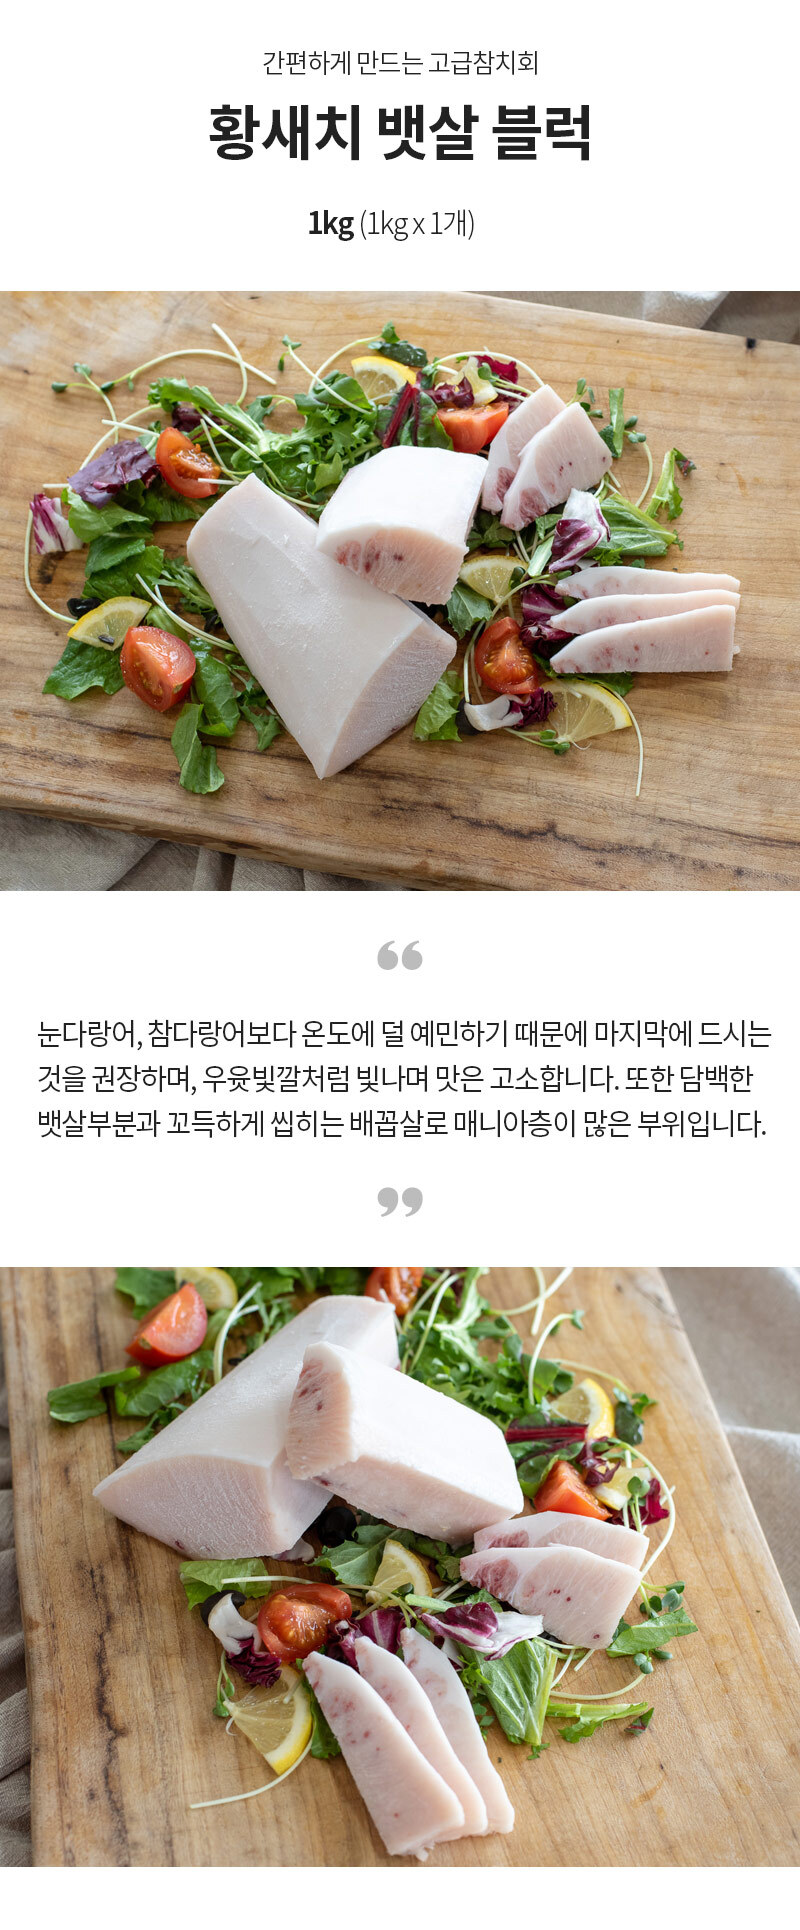 간편하게 만드는 고급참치회
황새치 뱃살 블럭
1kg (1kg x 1개)
“
눈다랑어, 참다랑어보다 온도에 덜 예민하기 때문에 마지막에 드시는
것을 권장하며, 우윳빛깔처럼 빛나며 맛은 고소합니다. 또한 담백한
뱃살부분과 꼬득하게 씹히는 배꼽살로 매니아층이 많은 부위입니다.
”